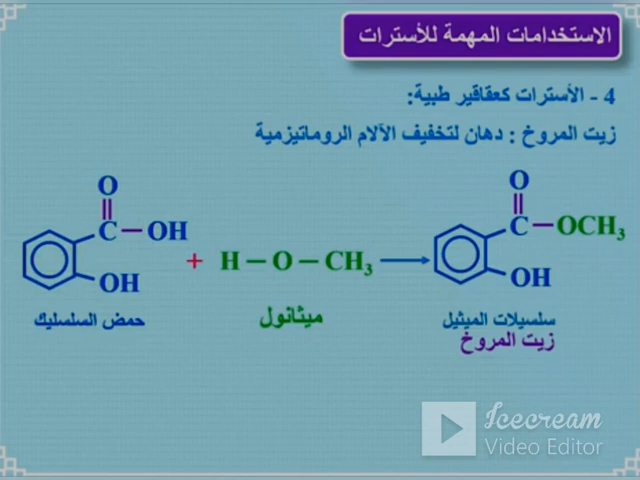 الاستخدامات المهمة للأسترات
4 - الأسترات كعقاقير طبية:
زيت المروخ : دهان لتخفيف الآلام الروماتيزمية
O
C
OH
OH
+
H – O – CH₃
O
C
OCH₃
OH
حمض السلسليك
ميثانول
سلسيلات الميثيل
زيت المروخ
Icecream
Video Editor